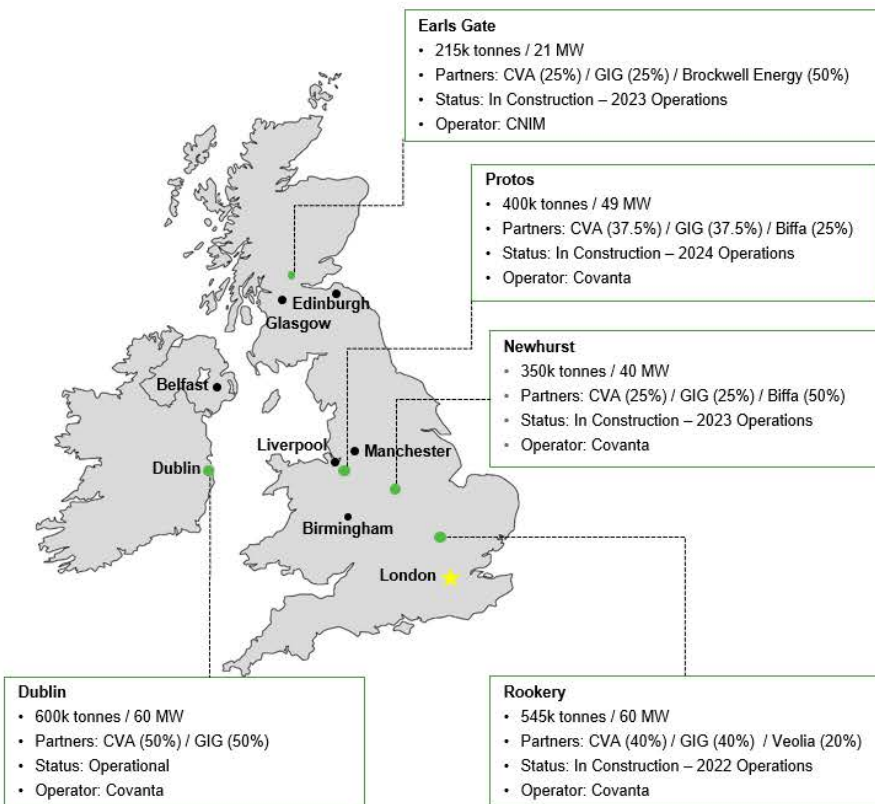 Earls Gate
• 215k tonnes / 21 MW
• Partners: CVA (25%) / GIG (25%) / Brockwell Energy (50%)
• Status: In Construction – 2023 Operations
• Operator: CNIM
Protos
• 400k tonnes / 49 MW
• Partners: CVA (37.5%) / GIG (37.5%) / Biffa (25%)
• Status: In Construction – 2024 Operations
• Operator: Covanta
Edinburgh
Glasgow
Newhurst
• 350k tonnes / 40 MW
• Partners: CVA (25%) / GIG (25%) / Biffa (50%)
• Status: In Construction – 2023 Operations
• Operator: Covanta
Belfast
Liverpool
Manchester
Dublin
Birmingham
London
Dublin
• 600k tonnes / 60 MW
• Partners: CVA (50%) / GIG (50%)
• Status: Operational
• Operator: Covanta
Rookery
• 545k tonnes / 60 MW
• Partners: CVA (40%) / GIG (40%) / Veolia (20%)
• Status: In Construction – 2022 Operations
• Operator: Covanta